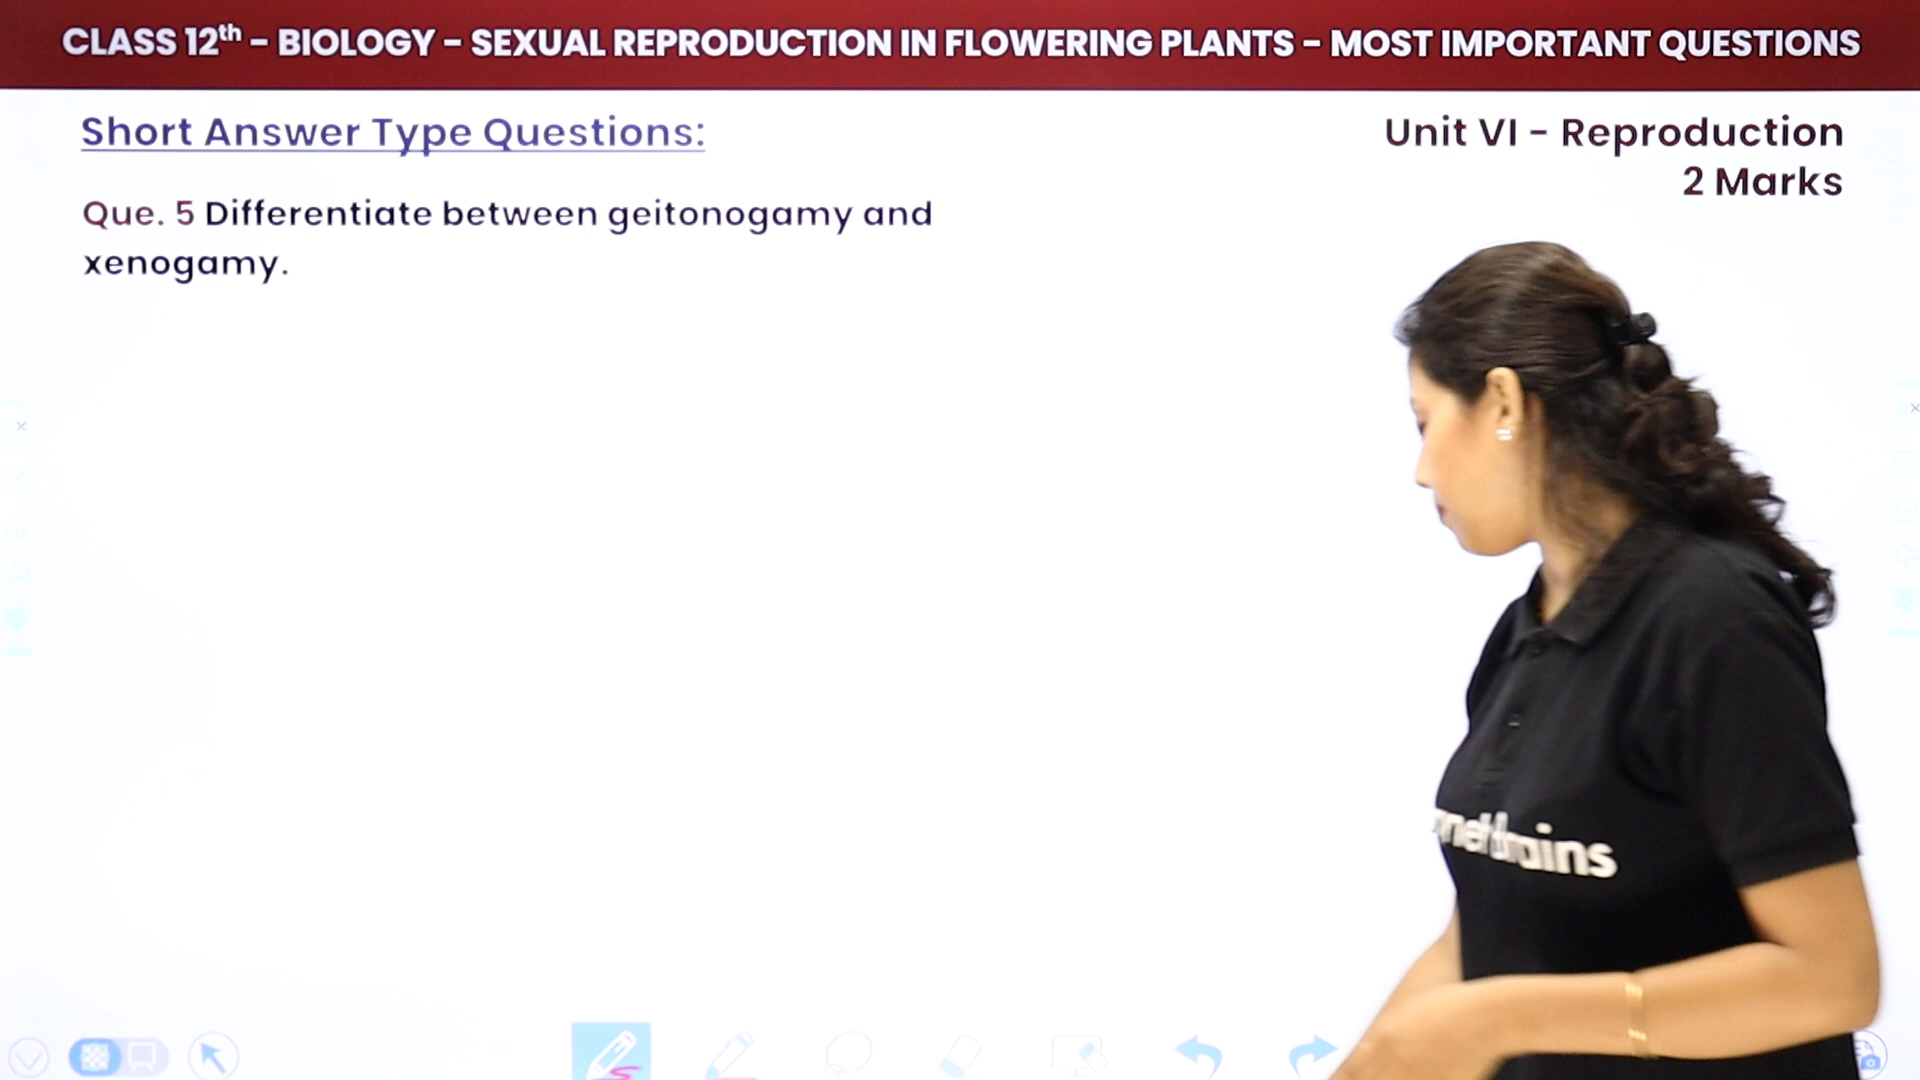 CLASS 12th – BIOLOGY – SEXUAL REPRODUCTION IN FLOWERING PLANTS – MOST IMPORTANT QUESTIONS
Short Answer Type Questions:
Unit VI – Reproduction
2 Marks
Que. 5 Differentiate between geitonogamy and
xenogamy.